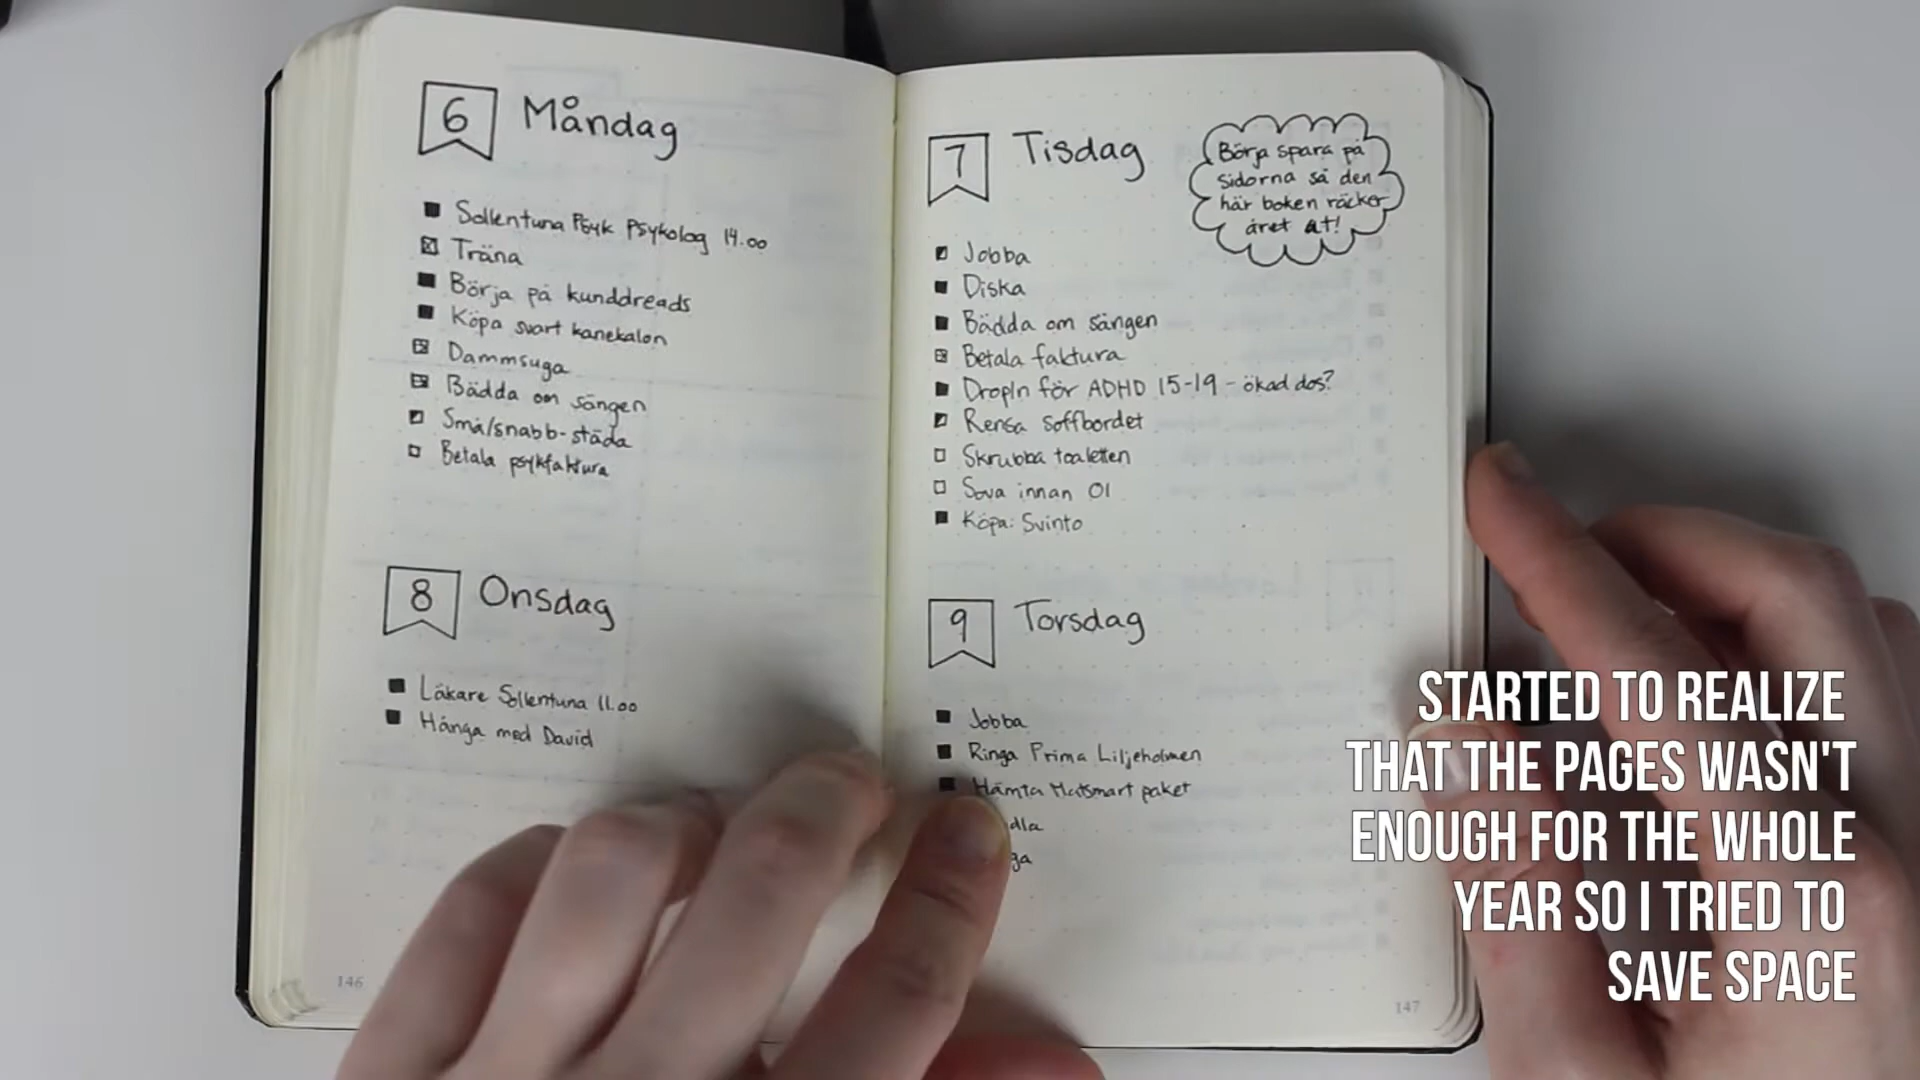 6 Måndag
Sollentuna Psyk Psykolog 14.00
Träna
Börja på kunddreads
Köpa svart kanekalon
Dammsuga
Bädda om sängen
Små/snabb-städa
Betala psykfaktura
8 Onsdag
Läkare Sollentuna 11.00
Hänga med David
146
7 Tisdag
Börja spara på
sidorna så den
här boken räcker
året åt!
Jobba
Diska
Bädda om sängen
Betala faktura
DropIn för ADHD 15-19 - ökad dos?
Rensa soffbordet
Skrubba toaletten
Sova innan 01
Köpa: Svinto
9 Torsdag
Jobba
Ringa Prima Liljeholmen
Hämta Matsmart paket
dla
ga
147
STARTED TO REALIZE
THAT THE PAGES WASN'T
ENOUGH FOR THE WHOLE
YEAR SO I TRIED TO
SAVE SPACE